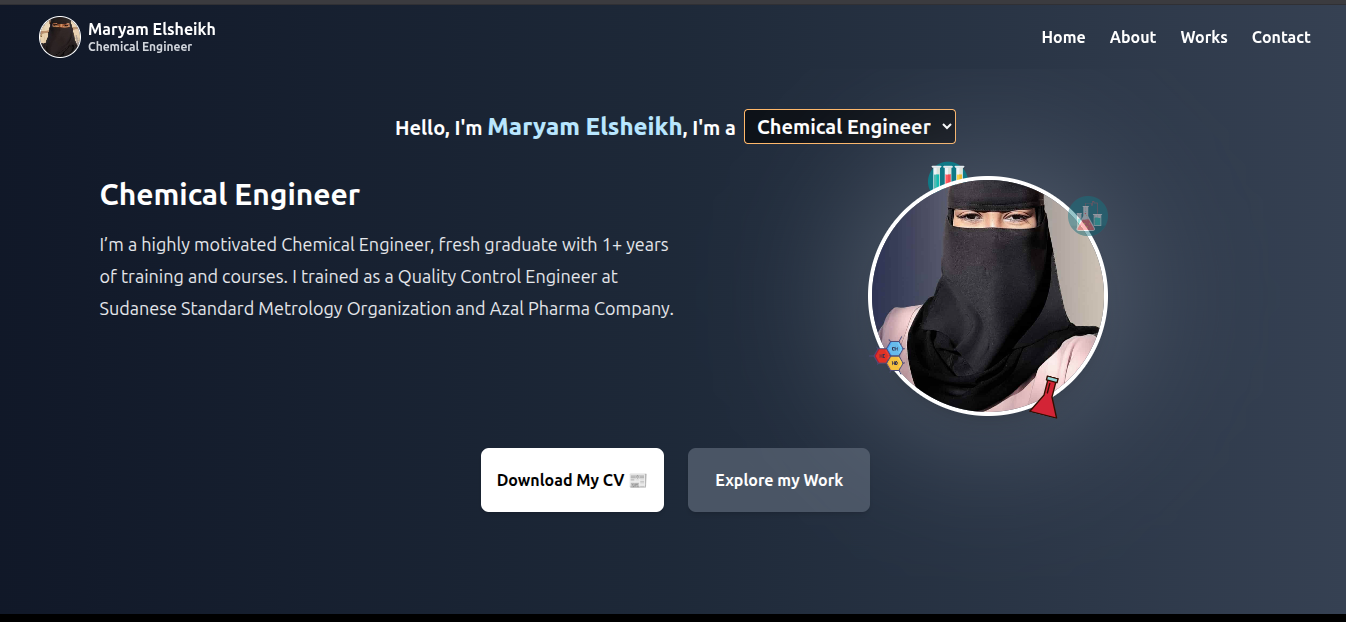 Maryam Elsheikh
Chemical Engineer
Home About Works Contact
Hello, I'm Maryam Elsheikh, I'm a Chemical Engineer
Chemical Engineer
I’m a highly motivated Chemical Engineer, fresh graduate with 1+ years
of training and courses. I trained as a Quality Control Engineer at
Sudanese Standard Metrology Organization and Azal Pharma Company.
Download My CV 📰
Explore my Work